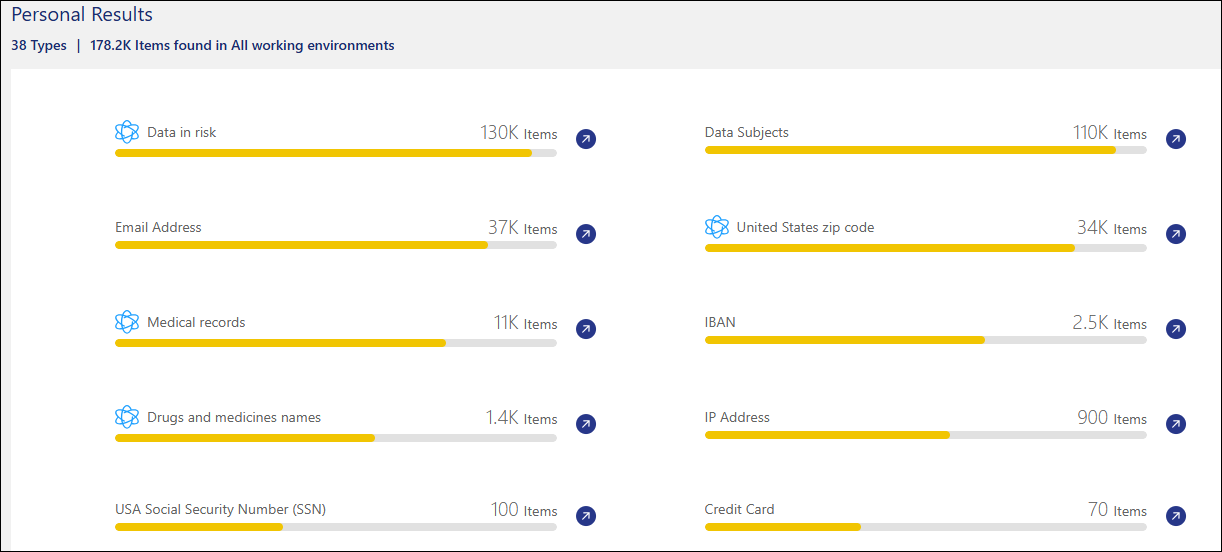 Personal Results
38 Types | 178.2K Items found in All working environments
Data in risk 130K Items
Data Subjects 110K Items
Email Address 37K Items
United States zip code 34K Items
Medical records 11K Items
IBAN 2.5K Items
Drugs and medicines names 1.4K Items
IP Address 900 Items
USA Social Security Number (SSN) 100 Items
Credit Card 70 Items